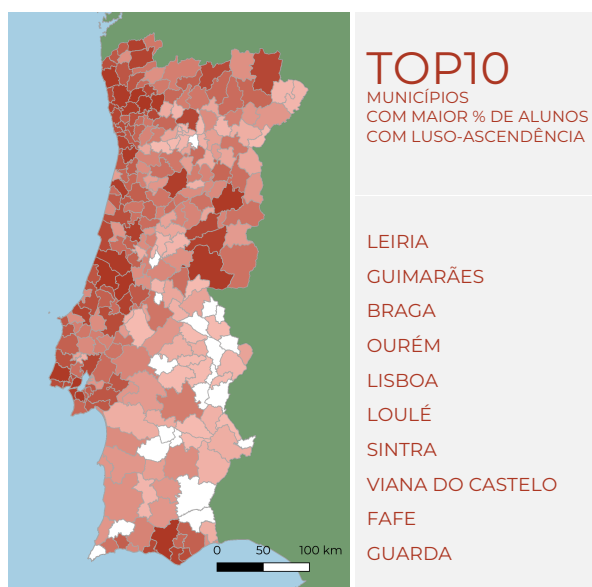 TOP10
MUNICÍPIOS
COM MAIOR % DE ALUNOS
COM LUSO-ASCENDÊNCIA
LEIRIA
GUIMARÃES
BRAGA
OURÉM
LISBOA
LOULÉ
SINTRA
VIANA DO CASTELO
FAFE
GUARDA
0 50 100 km